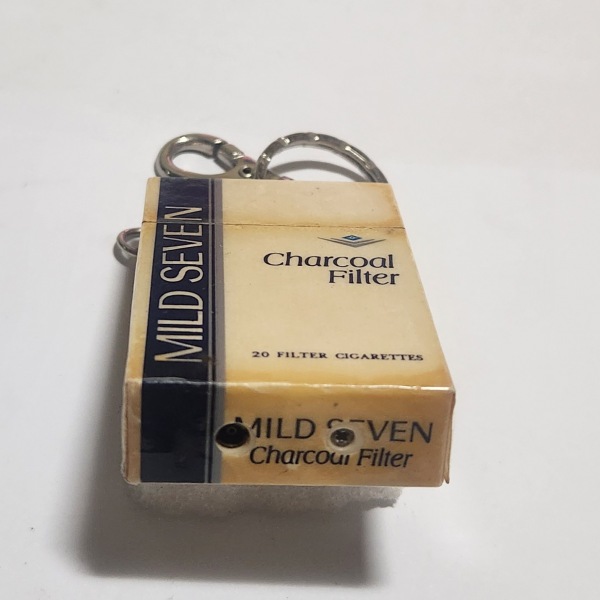 MILD SEVEN
Charcoal
Filter
20 FILTER CIGARETTES
MILD SEVEN
Charcoal Filter